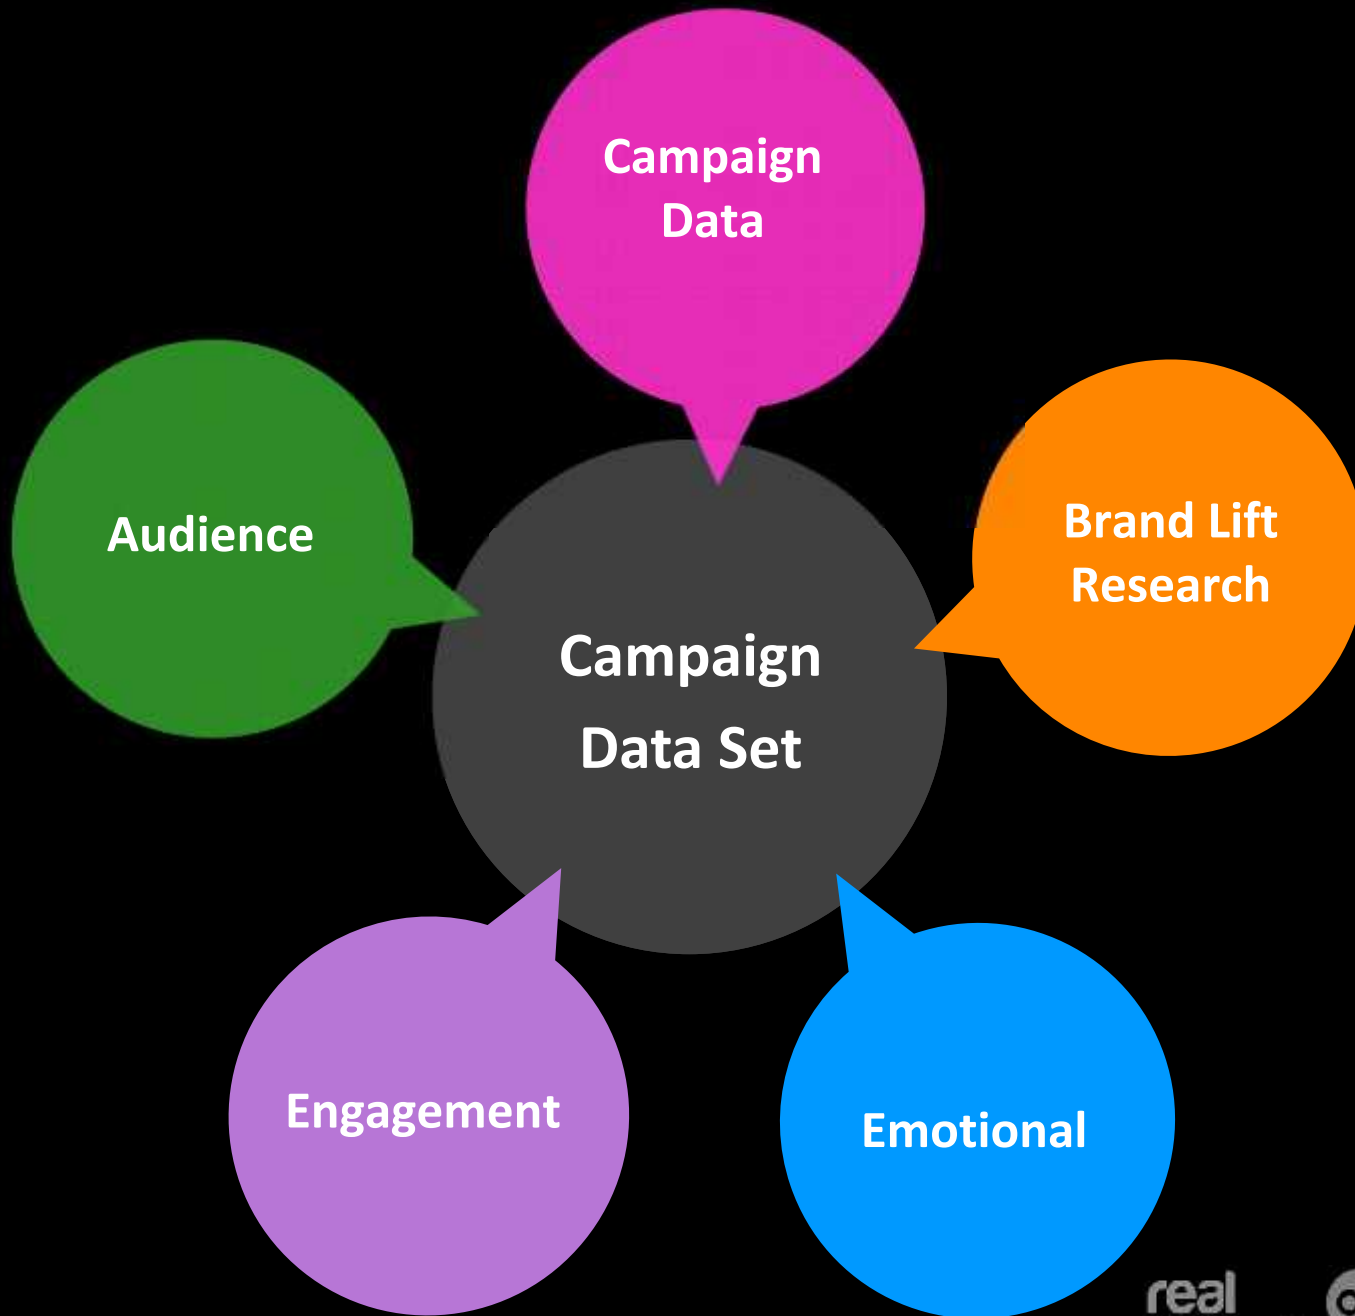 Campaign
Data
Audience
Brand Lift
Research
Campaign
Data Set
Engagement
Emotional
real